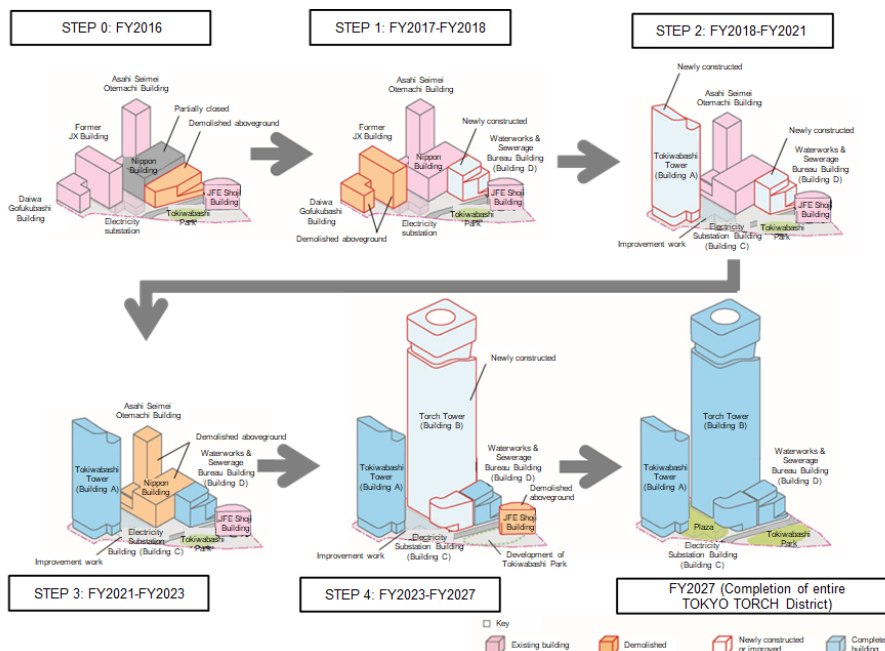 STEP 0: FY2016
Asahi Seimei
Otemachi Building
Partially closed
Former
JX Building
Demolished aboveground
Nippon
Building
Daiwa
Gofukubashi
Building
JFE Shoji
Building
Tokiwabashi
Park
Electricity
substation
STEP 1: FY2017-FY2018
Asahi Seimei
Otemachi Building
Newly constructed
Former
JX Building
Waterworks &
Sewerage
Bureau Building
(Building D)
Nippon
Building
Daiwa
Gofukubashi
Building
JFE Shoji
Building
Tokiwabashi
Park
Electricity
substation
Demolished aboveground
STEP 2: FY2018-FY2021
Newly constructed
Asahi Seimei
Otemachi Building
Newly constructed
Tokiwabashi
Tower
(Building A)
Waterworks &
Sewerage
Bureau Building
(Building D)
Nippon
Building
JFE Shoji
Building
Electricity
Substation Building
(Building C)
Tokiwabashi
Park
Improvement work
Asahi Seimei
Otemachi Building
Demolished aboveground
Tokiwabashi
Tower
(Building A)
Waterworks &
Sewerage
Bureau Building
(Building D)
Nippon
Building
JFE Shoji
Building
Electricity
Substation
Building (Building C)
Tokiwabashi
Park
Improvement work
STEP 3: FY2021-FY2023
Newly constructed
Torch Tower
(Building B)
Tokiwabashi
Tower
(Building A)
Waterworks &
Sewerage
Bureau Building
(Building D)
Demolished
aboveground
JFE Shoji
Building
Electricity
Substation Building
(Building C)
Improvement work
Development of
Tokiwabashi Park
STEP 4: FY2023-FY2027
Torch Tower
(Building B)
Tokiwabashi
Tower
(Building A)
Waterworks &
Sewerage
Bureau Building
(Building D)
Plaza
Tokiwabashi
Park
Electricity
Substation Building
(Building C)
FY2027 (Completion of entire
TOKYO TORCH District)
Key
Existing building
Demolished
Newly constructed
or improved
building